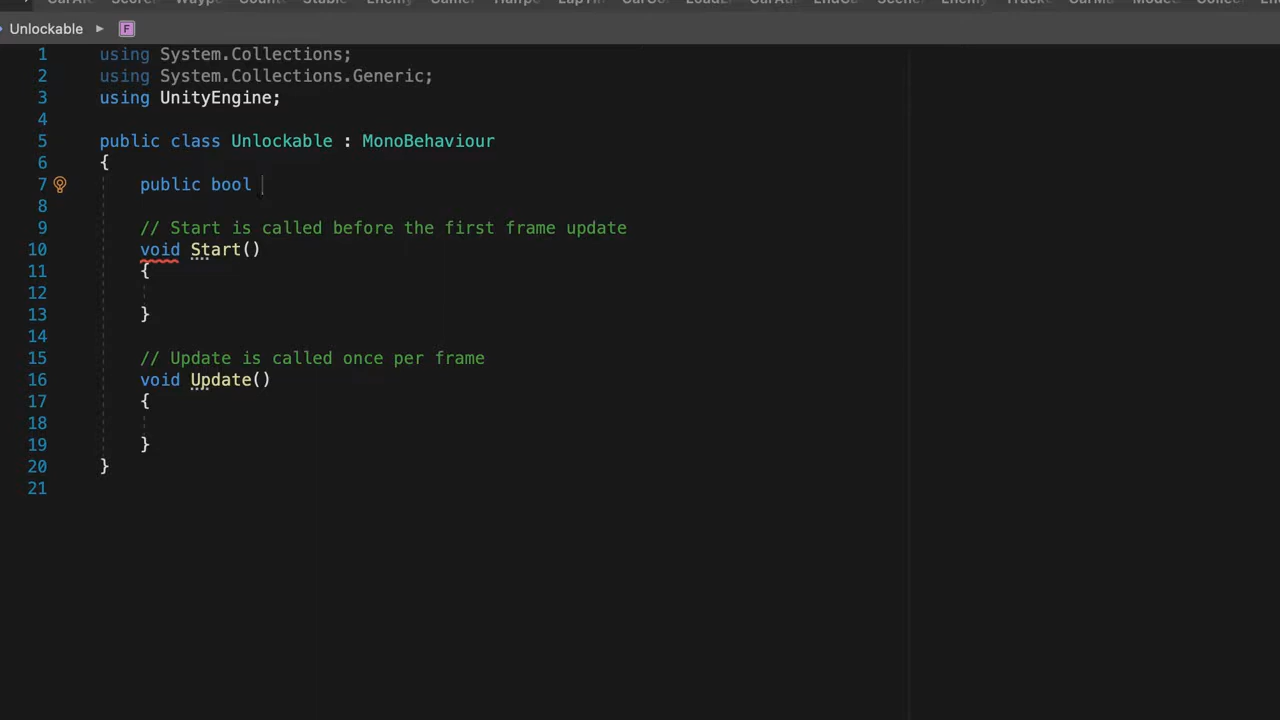 Unlockable
1 using System.Collections;
2 using System.Collections.Generic;
3 using UnityEngine;
4
5 public class Unlockable : MonoBehaviour
6 {
7 public bool
8
9 // Start is called before the first frame update
10 void Start()
11 {
12
13 }
14
15 // Update is called once per frame
16 void Update()
17 {
18
19 }
20 }
21